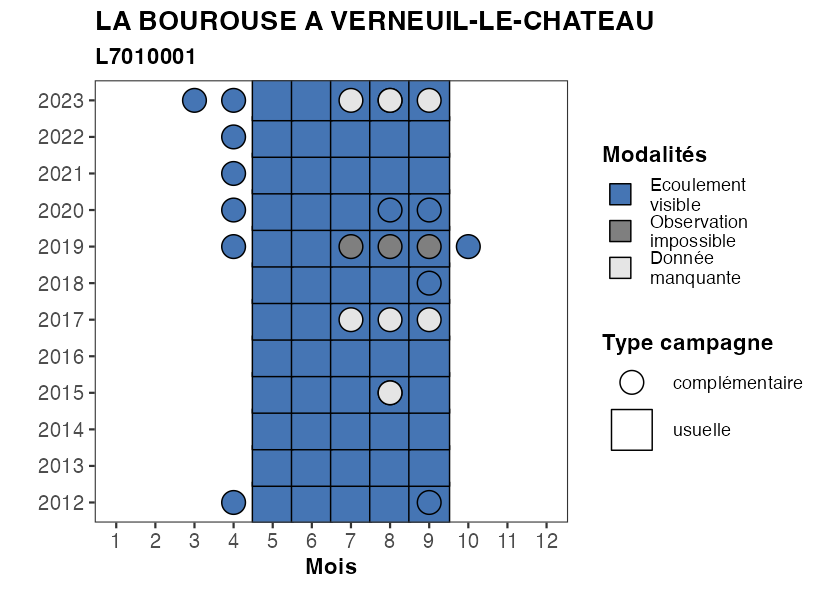 LA BOUROUSE A VERNEUIL-LE-CHATEAU
L7010001
2023
2022
2021
2020
2019
2018
2017
2016
2015
2014
2013
2012
1 2 3 4 5 6 7 8 9 10 11 12
Mois
Modalités
Ecoulement
visible
Observation
impossible
Donnée
manquante
Type campagne
complémentaire
usuelle